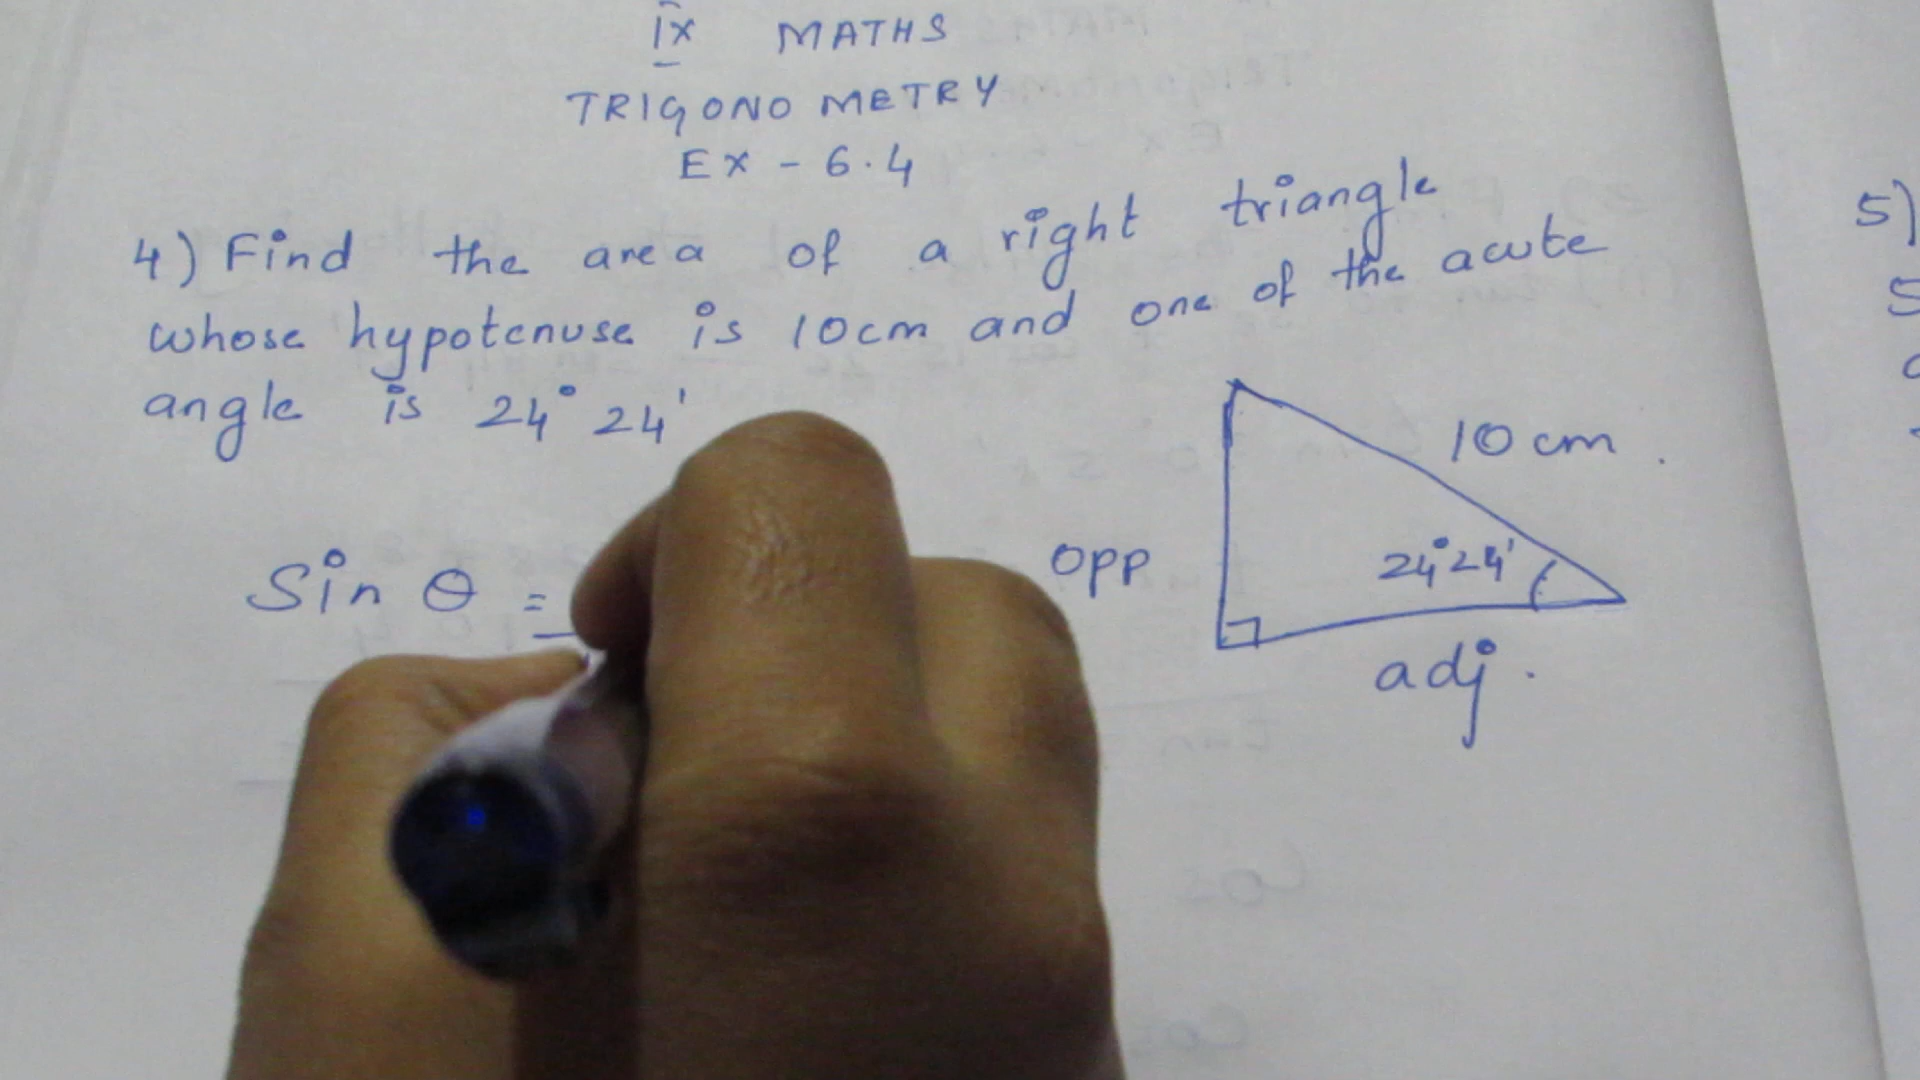 IX MATHS
TRIGONOMETRY
EX - 6.4
4) Find the area of a right triangle
whose hypotenuse is 10cm and one of the acute
angle is 24° 24'
10 cm.
Sin θ =
opp
24°24'
adj.
5)
S